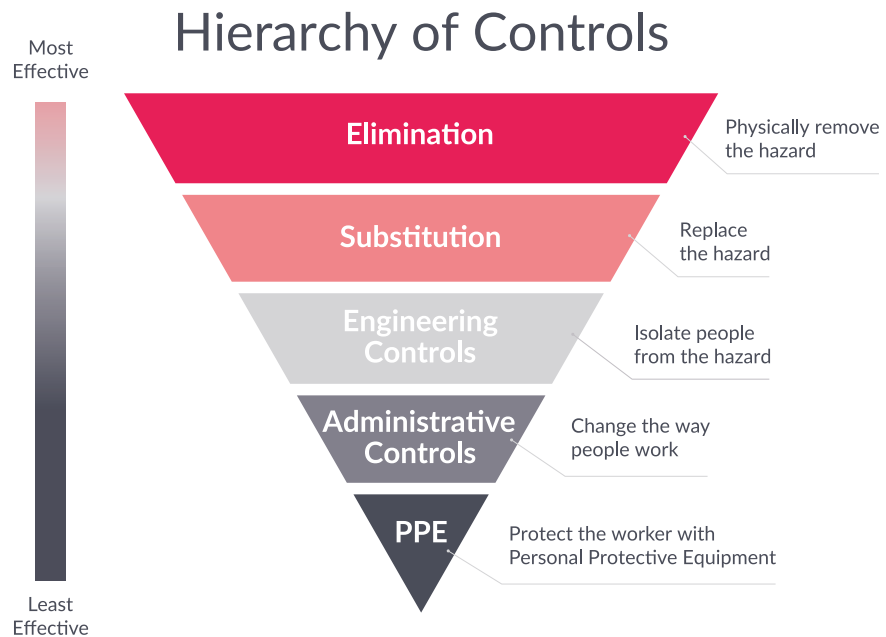 Hierarchy of Controls
Most
Effective
Elimination
Physically remove
the hazard
Substitution
Replace
the hazard
Engineering
Controls
Isolate people
from the hazard
Administrative
Controls
Change the way
people work
PPE
Protect the worker with
Personal Protective Equipment
Least
Effective